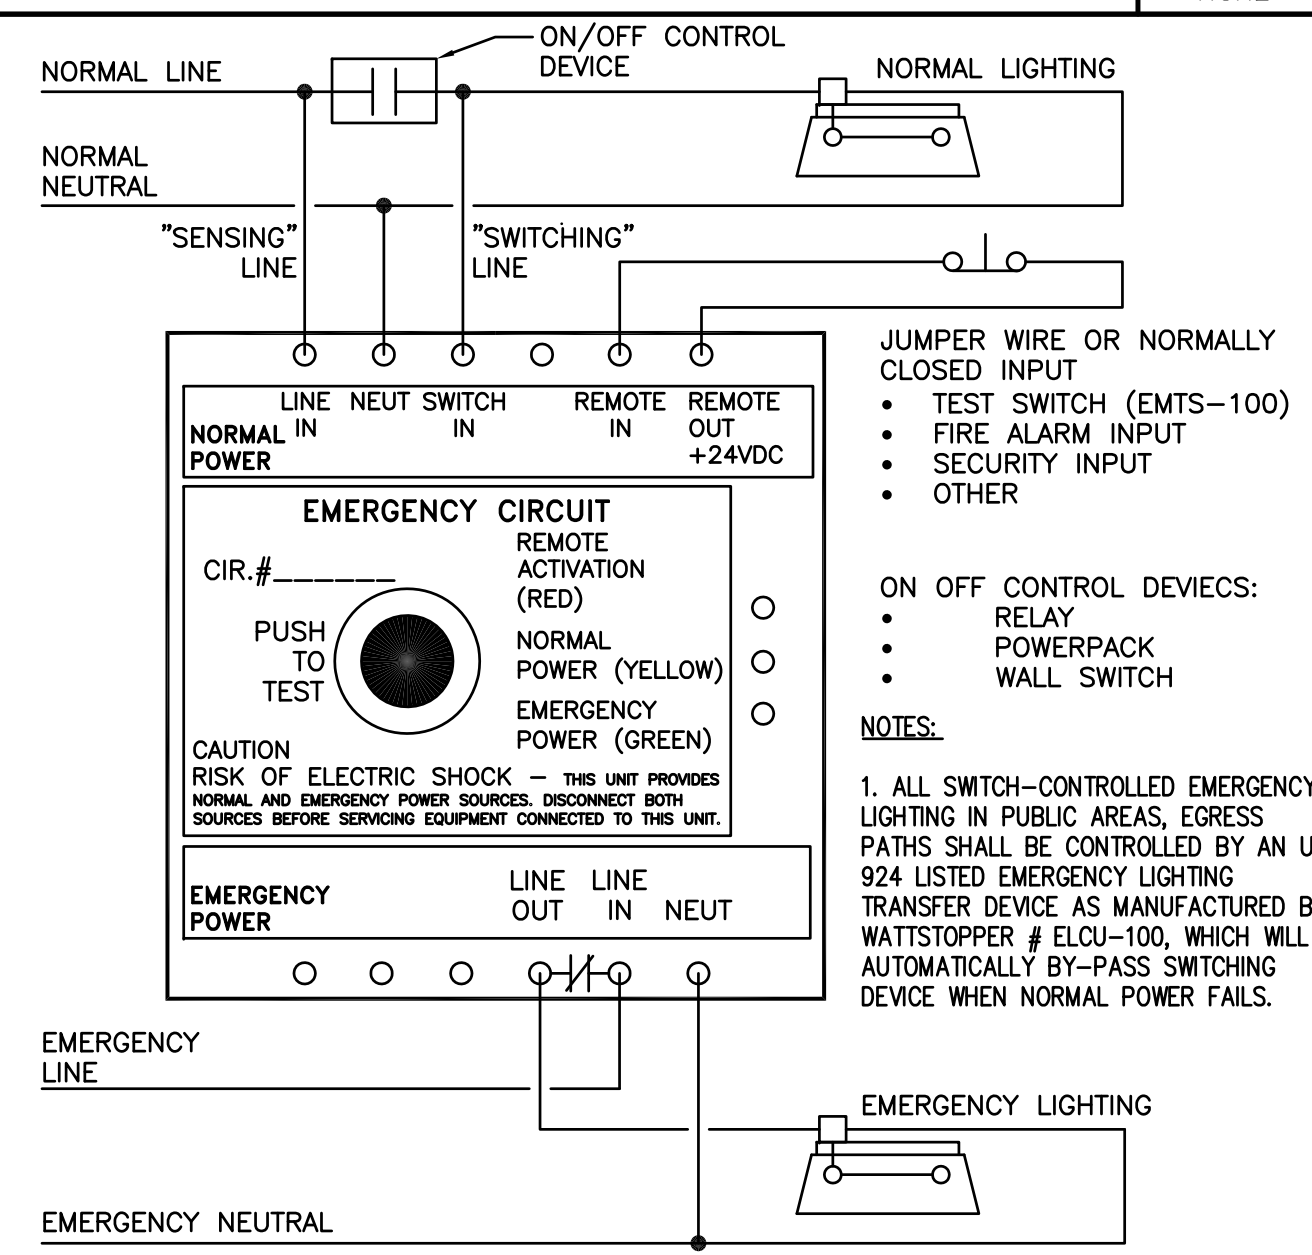 ON/OFF CONTROL
DEVICE
NORMAL LINE
NORMAL LIGHTING
NORMAL
NEUTRAL
"SENSING"
LINE
"SWITCHING"
LINE
JUMPER WIRE OR NORMALLY
CLOSED INPUT
• TEST SWITCH (EMTS-100)
• FIRE ALARM INPUT
• SECURITY INPUT
• OTHER
LINE
IN
NEUT
SWITCH
IN
REMOTE
IN
REMOTE
OUT
+24VDC
NORMAL
POWER
EMERGENCY CIRCUIT
CIR.#______
PUSH
TO
TEST
REMOTE
ACTIVATION
(RED)
NORMAL
POWER (YELLOW)
EMERGENCY
POWER (GREEN)
CAUTION
RISK OF ELECTRIC SHOCK - THIS UNIT PROVIDES
NORMAL AND EMERGENCY POWER SOURCES. DISCONNECT BOTH
SOURCES BEFORE SERVICING EQUIPMENT CONNECTED TO THIS UNIT.
ON OFF CONTROL DEVIECS:
• RELAY
• POWERPACK
• WALL SWITCH
NOTES:
1. ALL SWITCH-CONTROLLED EMERGENCY
LIGHTING IN PUBLIC AREAS, EGRESS
PATHS SHALL BE CONTROLLED BY AN U
924 LISTED EMERGENCY LIGHTING
TRANSFER DEVICE AS MANUFACTURED B
WATTSTOPPER # ELCU-100, WHICH WILL
AUTOMATICALLY BY-PASS SWITCHING
DEVICE WHEN NORMAL POWER FAILS.
EMERGENCY
POWER
LINE
OUT
LINE
IN
NEUT
EMERGENCY
LINE
EMERGENCY LIGHTING
EMERGENCY NEUTRAL